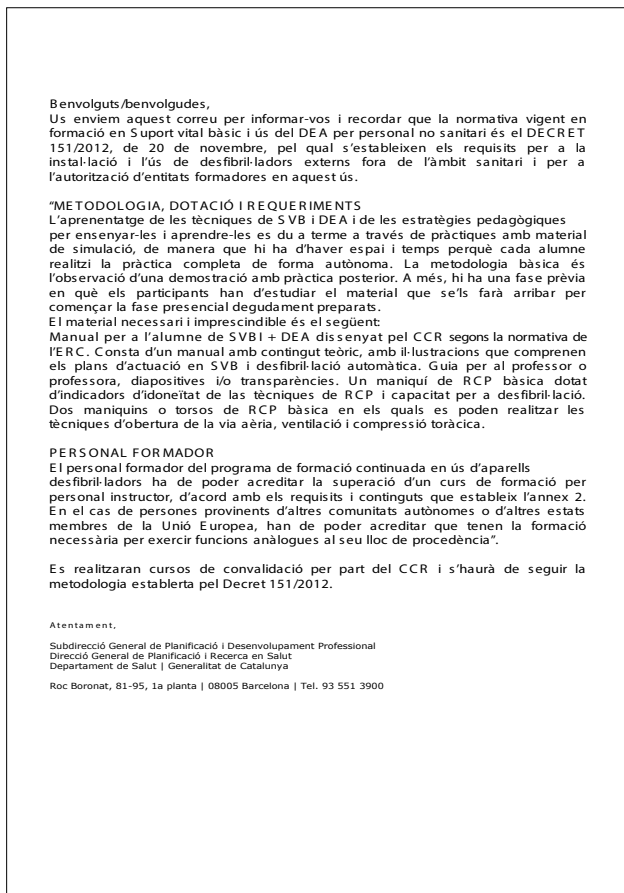 Benvolguts/benvolgudes,
Us enviem aquest correu per informar-vos i recordar que la normativa vigent en
formació en Suport vital bàsic i ús del DEA per personal no sanitari és el DECRET
151/2012, de 20 de novembre, pel qual s'estableixen els requisits per a la
instal·lació i l'ús de desfibril·ladors externs fora de l'àmbit sanitari i per a
l'autorització d'entitats formadores en aquest ús.
"METODOLOGIA, DOTACIÓ I REQUERIMENTS
L'aprenentatge de les tècniques de SVB i DEA i de les estratègies pedagògiques
per ensenyar-les i aprendre-les es du a terme a través de pràctiques amb material
de simulació, de manera que hi ha d'haver espai i temps perquè cada alumne
realitzi la pràctica completa de forma autònoma. La metodologia bàsica és
l'observació d'una demostració amb pràctica posterior. A més, hi ha una fase prèvia
en què els participants han d'estudiar el material que se'ls farà arribar per
començar la fase presencial degudament preparats.
El material necessari i imprescindible és el següent:
Manual per a l'alumne de SVBI + DEA dissenyat pel CCR segons la normativa de
l'ERC. Consta d'un manual amb contingut teòric, amb il·lustracions que comprenen
els plans d'actuació en SVB i desfibril·lació automàtica. Guia per al professor o
professora, diapositives i/o transparències. Un maniquí de RCP bàsica dotat
d'indicadors d'idoneïtat de les tècniques de RCP i capacitat per a desfibril·lació.
Dos maniquins o torsos de RCP bàsica en els quals es poden realitzar les
tècniques d'obertura de la via aèria, ventilació i compressió toràcica.
PERSONAL FORMADOR
El personal formador del programa de formació continuada en ús d'aparells
desfibril·ladors ha de poder acreditar la superació d'un curs de formació per
personal instructor, d'acord amb els requisits i continguts que estableix l'annex 2.
En el cas de persones provinents d'altres comunitats autònomes o d'altres estats
membres de la Unió Europea, han de poder acreditar que tenen la formació
necessària per exercir funcions anàlogues al seu lloc de procedència".
Es realitzaran cursos de convalidació per part del CCR i s'haurà de seguir la
metodologia establerta pel Decret 151/2012.
Atentament,
Subdirecció General de Planificació i Desenvolupament Professional
Direcció General de Planificació i Recerca en Salut
Departament de Salut | Generalitat de Catalunya
Roc Boronat, 81-95, 1a planta | 08005 Barcelona | Tel. 93 551 3900